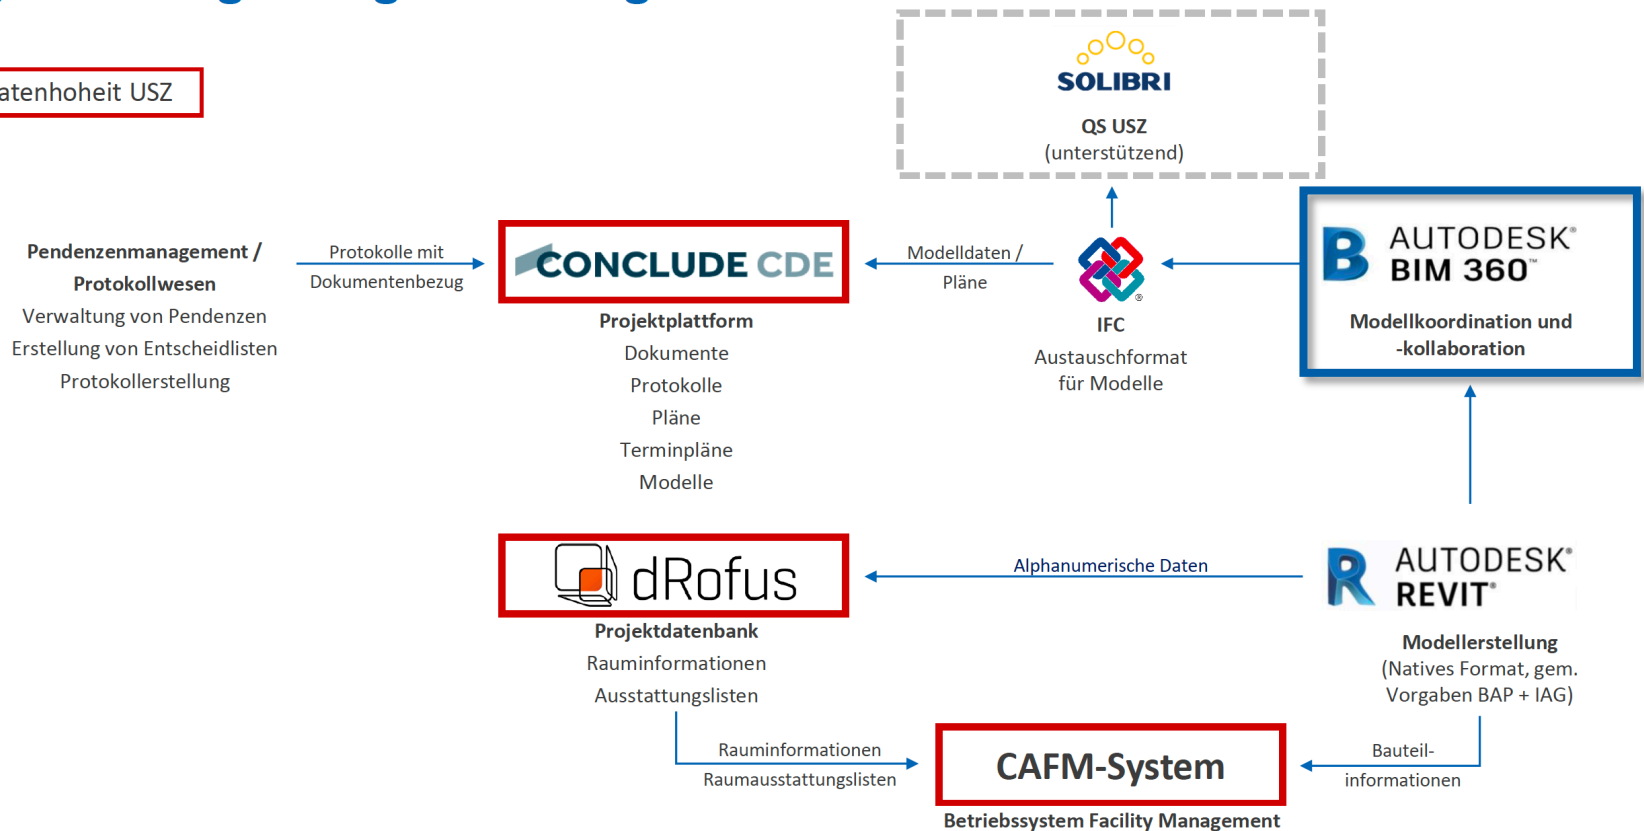 SOLIBRI
QS USZ
(unterstützend)
atenhoheit USZ
Pendenzenmanagement /
Protokollwesen
Verwaltung von Pendenzen
Erstellung von Entscheidlisten
Protokollerstellung
Protokolle mit
Dokumentenbezug
CONCLUDE CDE
Projektplattform
Dokumente
Protokolle
Pläne
Terminpläne
Modelle
Modelldaten /
Pläne
®
IFC
Austauschformat
für Modelle
AUTODESK®
BIM 360™
Modellkoordination und
-kollaboration
dRofus
Projektdatenbank
Rauminformationen
Ausstattungslisten
Alphanumerische Daten
AUTODESK®
REVIT®
Modellerstellung
(Natives Format, gem.
Vorgaben BAP + IAG)
Rauminformationen
Raumausstattungslisten
CAFM-System
Betriebssystem Facility Management
Bauteil-
informationen